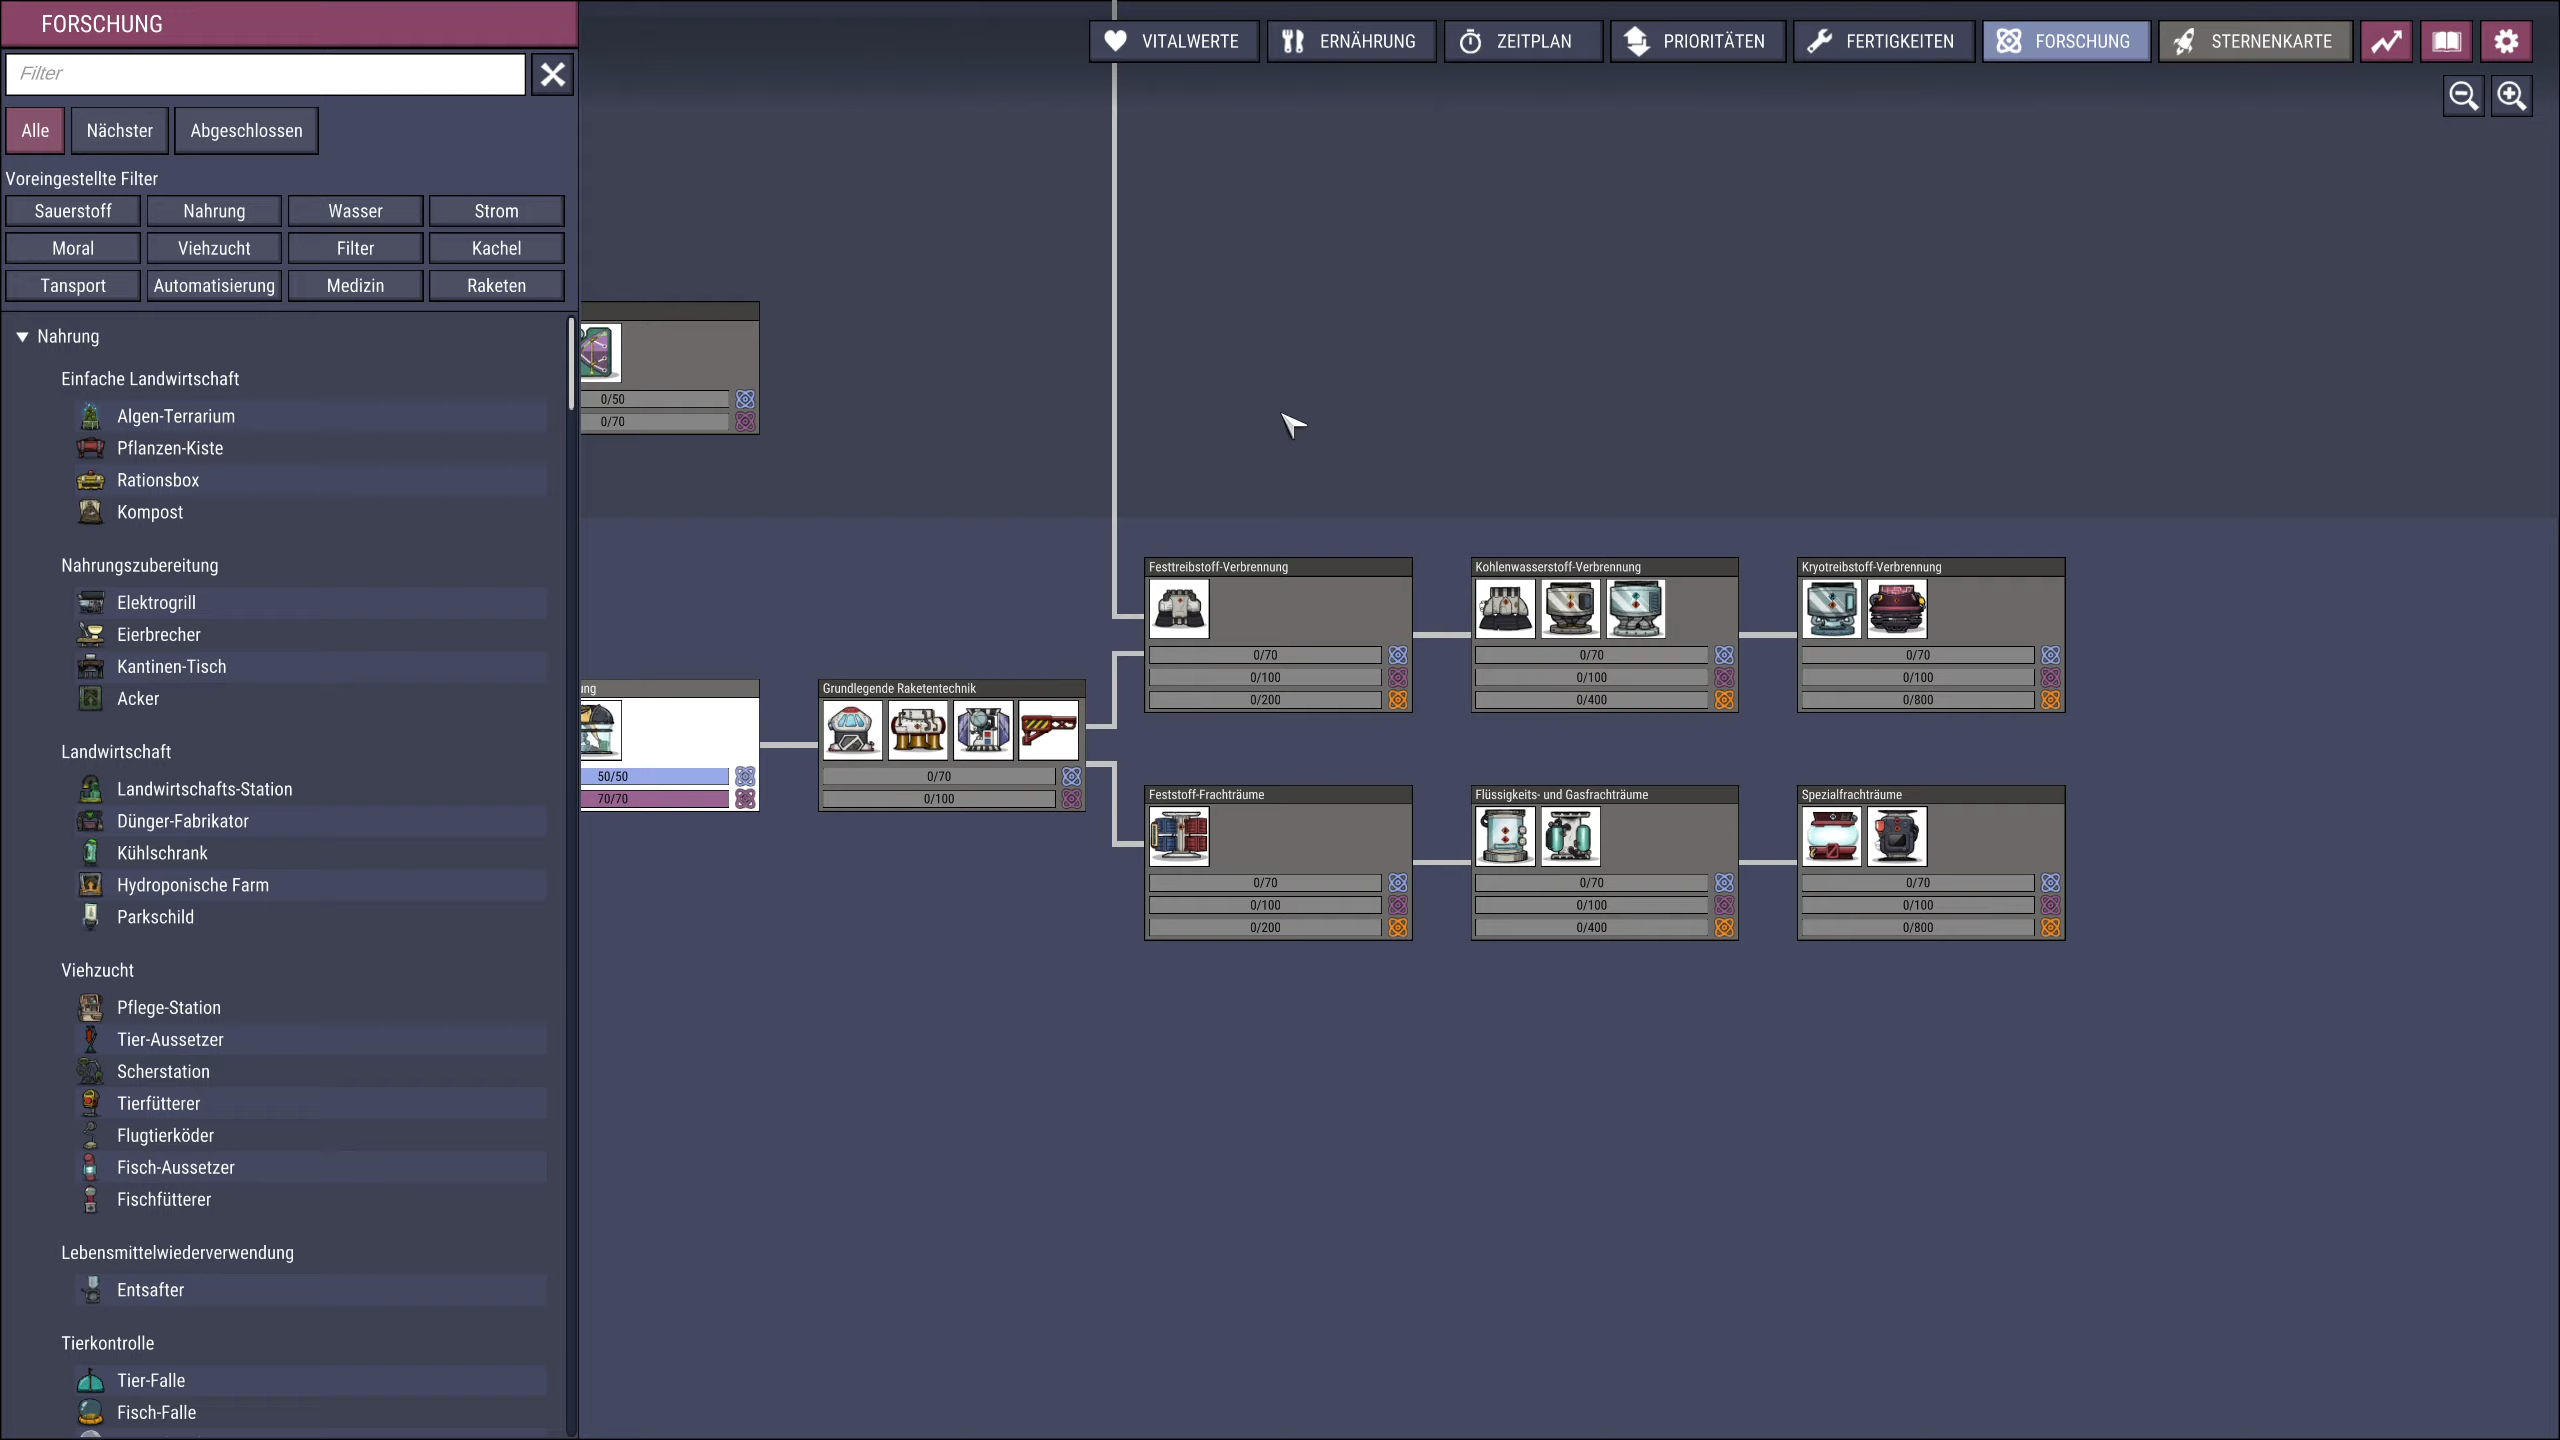 FORSCHUNG
VITALWERTE
ERNÄHRUNG
ZEITPLAN
PRIORITÄTEN
FERTIGKEITEN
FORSCHUNG
STERNENKARTE
Filter
Alle
Nächster
Abgeschlossen
Voreingestellte Filter
Sauerstoff
Nahrung
Wasser
Strom
Moral
Viehzucht
Filter
Kachel
Tansport
Automatisierung
Medizin
Raketen
Nahrung
Einfache Landwirtschaft
Algen-Terrarium
Pflanzen-Kiste
Rationsbox
Kompost
Nahrungszubereitung
Elektrogrill
Eierbrecher
Kantinen-Tisch
Acker
Landwirtschaft
Landwirtschafts-Station
Dünger-Fabrikator
Kühlschrank
Hydroponische Farm
Parkschild
Viehzucht
Pflege-Station
Tier-Aussetzer
Scherstation
Tierfütterer
Flugtierköder
Fisch-Aussetzer
Fischfütterer
Lebensmittelwiederverwendung
Entsafter
Tierkontrolle
Tier-Falle
Fisch-Falle
0/50
0/70
ung
50/50
70/70
Grundlegende Raketentechnik
0/70
0/100
Festtreibstoff-Verbrennung
0/70
0/100
0/200
Kohlenwasserstoff-Verbrennung
0/70
0/100
0/400
Kryotreibstoff-Verbrennung
0/70
0/100
0/800
Feststoff-Frachträume
0/70
0/100
0/200
Flüssigkeits- und Gasfrachträume
0/70
0/100
0/400
Spezialfrachträume
0/70
0/100
0/800